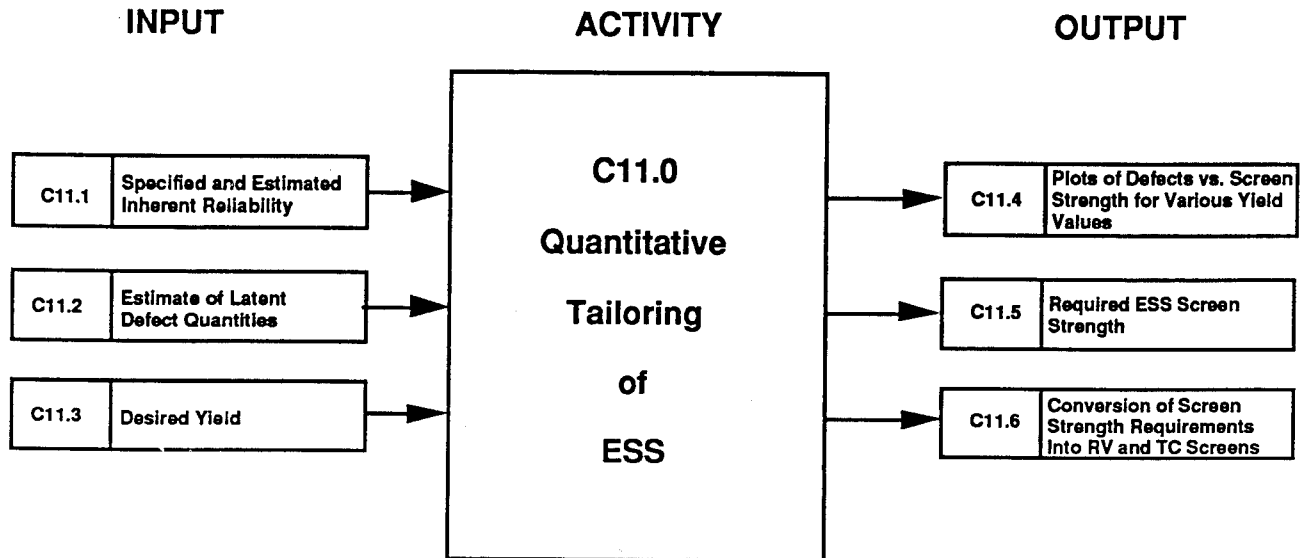 INPUT
ACTIVITY
OUTPUT
C11.1
Specified and Estimated
Inherent Reliability
C11.2
Estimate of Latent
Defect Quantities
C11.3
Desired Yield
C11.0
Quantitative
Tailoring
of
ESS
C11.4
Plots of Defects vs. Screen
Strength for Various Yield
Values
C11.5
Required ESS Screen
Strength
C11.6
Conversion of Screen
Strength Requirements
Into RV and TC Screens